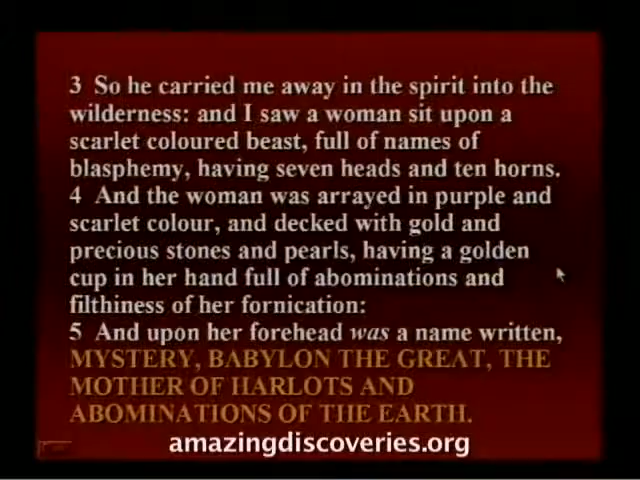 3 So he carried me away in the spirit into the
wilderness: and I saw a woman sit upon a
scarlet coloured beast, full of names of
blasphemy, having seven heads and ten horns.
4 And the woman was arrayed in purple and
scarlet colour, and decked with gold and
precious stones and pearls, having a golden
cup in her hand full of abominations and
filthiness of her fornication:
5 And upon her forehead was a name written,
MYSTERY, BABYLON THE GREAT, THE
MOTHER OF HARLOTS AND
ABOMINATIONS OF THE EARTH.
amazingdiscoveries.org